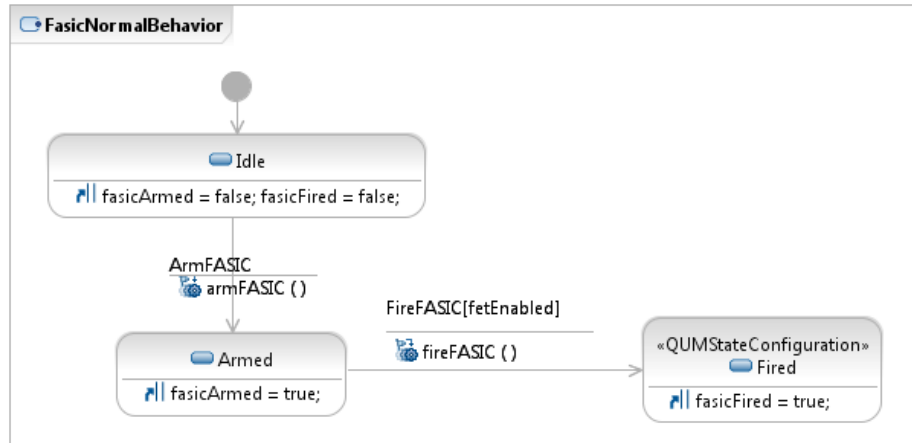 FasicNormalBehavior
Idle
fasicArmed = false; fasicFired = false;
ArmFASIC
armFASIC ( )
FireFASIC[fetEnabled]
fireFASIC ( )
Armed
fasicArmed = true;
«QUMStateConfiguration»
Fired
fasicFired = true;